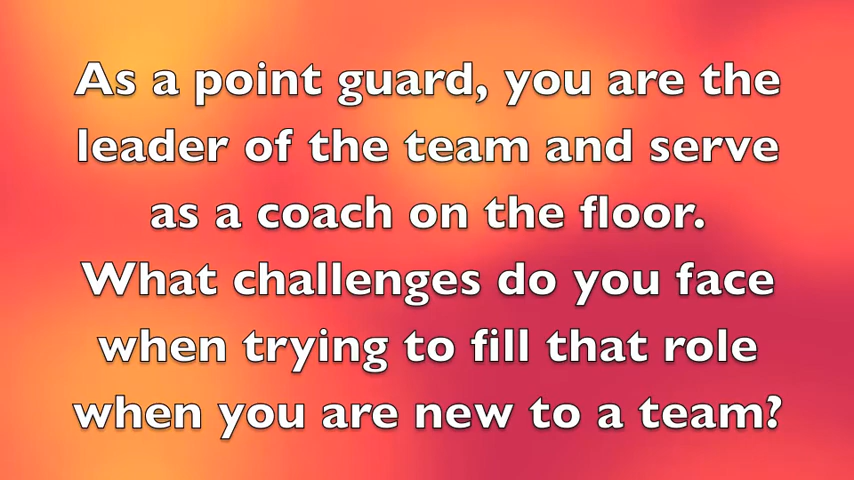 As a point guard, you are the
leader of the team and serve
as a coach on the floor.
What challenges do you face
when trying to fill that role
when you are new to a team?